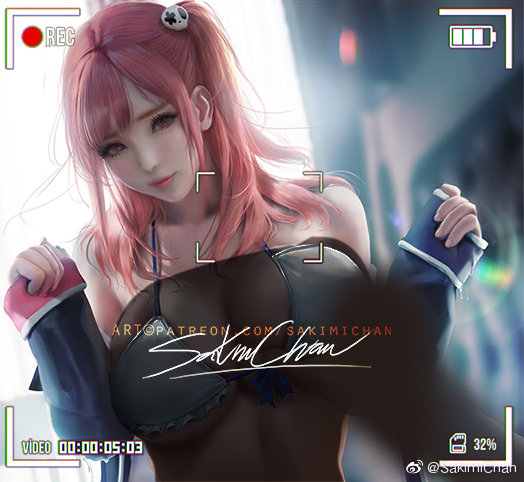 REC
ART©PATREON.COM/SAKIMICHAN
SakimiChan
VIDEO 00:00:05:03
32%
@SakimiChan